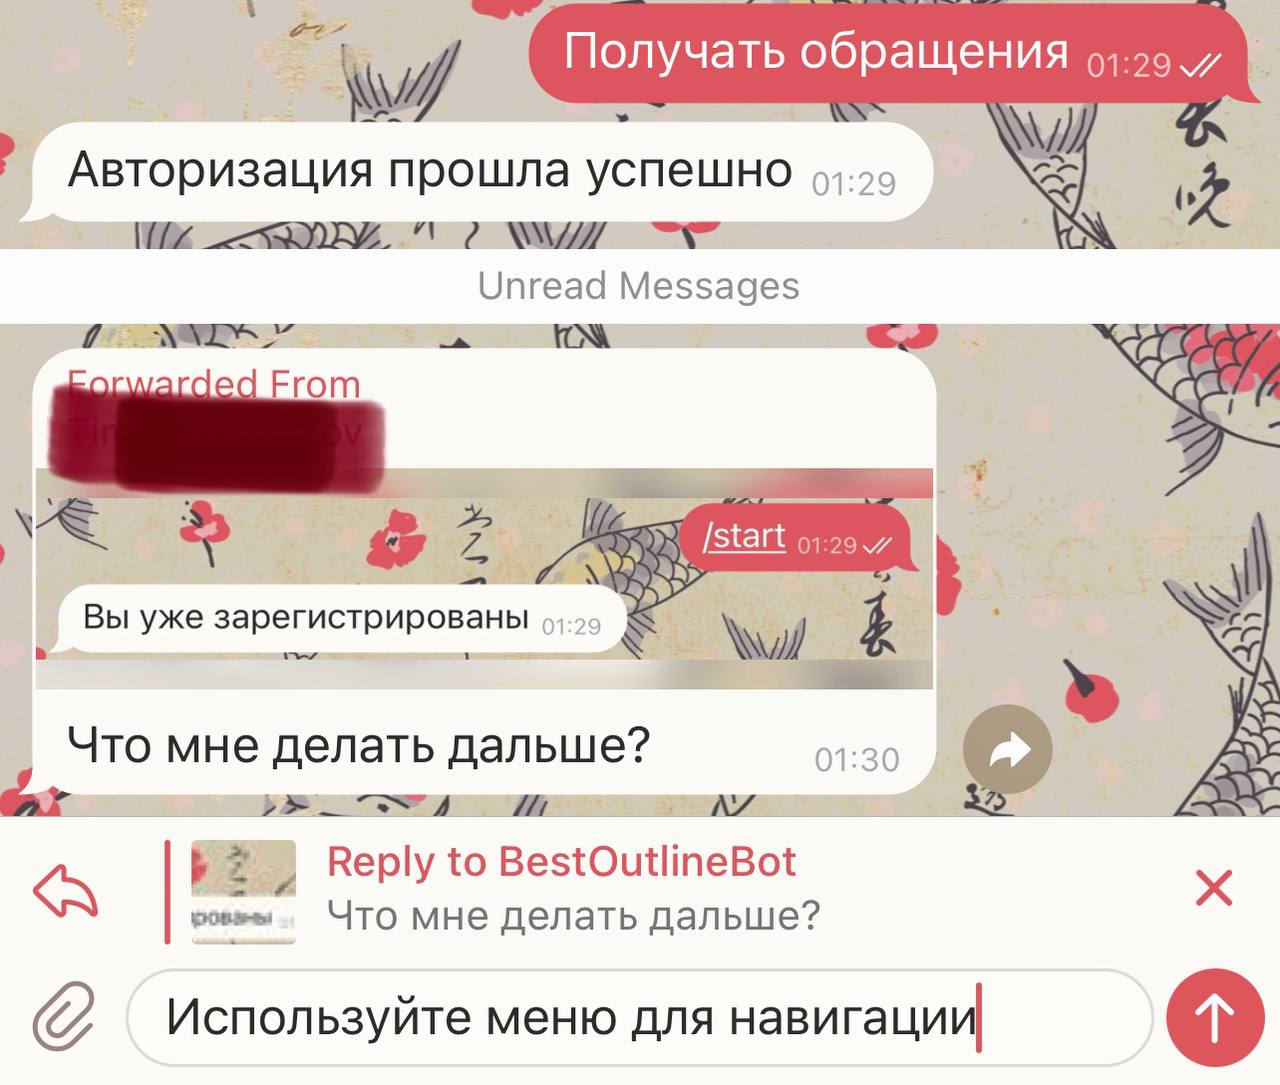 Получать обращения 01:29
Авторизация прошла успешно 01:29
Unread Messages
Forwarded From
/start 01:29
Вы уже зарегистрированы 01:29
Что мне делать дальше? 01:30
Reply to BestOutlineBot
Что мне делать дальше?
Используйте меню для навигации